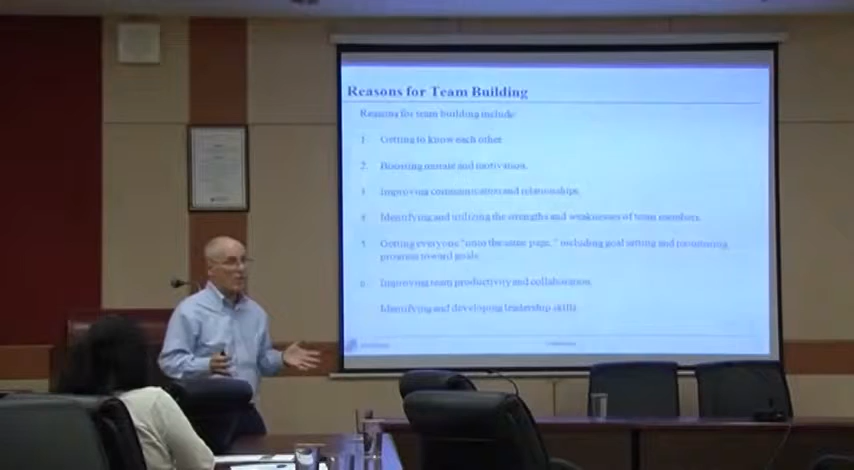 Reasons for Team Building
Reasons for team building include
1. Getting to know each other
2. Boosting morale and motivation.
3. Improving communication and relationships.
4. Identifying and utilizing the strengths and weaknesses of team members.
5. Getting everyone "onto the same page," including goal setting and monitoring
progress toward goals
6. Improving team productivity and collaboration.
Identifying and developing leadership skills